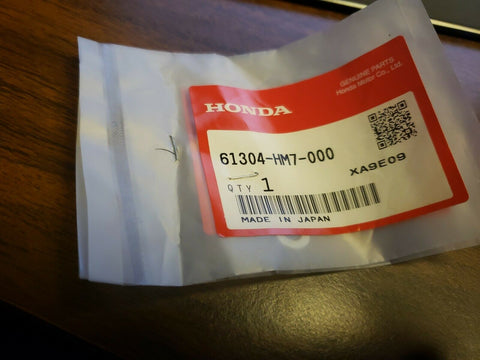 GENUINE PARTS
Honda Motor Co., Ltd.
HONDA
61304-HM7-000
XA9E09
QTY 1
MADE IN JAPAN